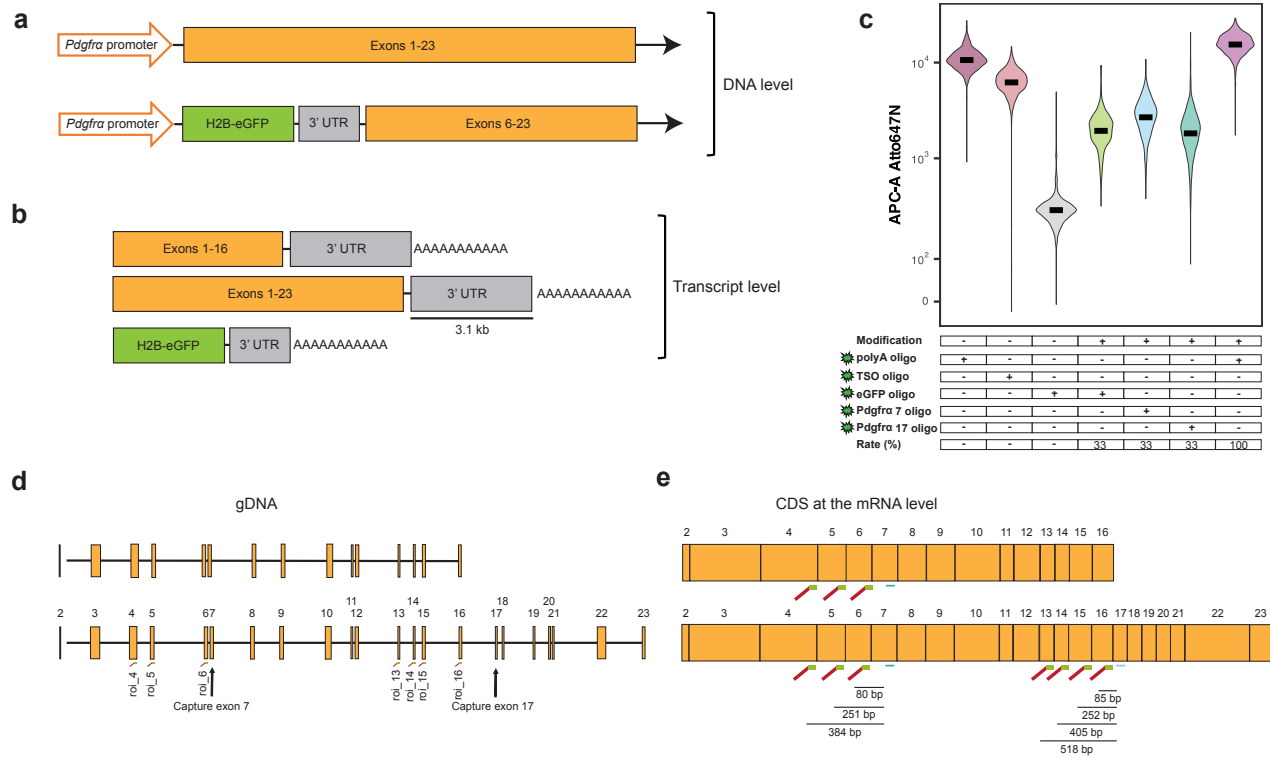 a
Pdgfrα promoter
Exons 1-23
Pdgfrα promoter
H2B-eGFP
3' UTR
Exons 6-23
DNA level
b
Exons 1-16
3' UTR
AAAAAAAAAAA
Exons 1-23
3' UTR
AAAAAAAAAAA
3.1 kb
H2B-eGFP
3' UTR
AAAAAAAAAAA
Transcript level
c
APC-A Atto647N
10⁴
10³
10²
0
Modification - - - + + + +
polyA oligo + - - - - - +
TSO oligo - + - - - - -
eGFP oligo - - + + - - -
Pdgfrα 7 oligo - - - - + - -
Pdgfrα 17 oligo - - - - - + -
Rate (%) - - - 33 33 33 100
d
gDNA
11 14 18 20
2 3 4 5 67 8 9 10 12 13 15 16 17 19 21 22 23
roi_4
roi_5
roi_6
roi_13
roi_14
roi_15
roi_16
Capture exon 7
Capture exon 17
e
CDS at the mRNA level
2 3 4 5 6 7 8 9 10 11 12 13 14 15 16
2 3 4 5 6 7 8 9 10 11 12 13 14 15 16 17 18 19 20 21 22 23
80 bp
251 bp
384 bp
85 bp
252 bp
405 bp
518 bp